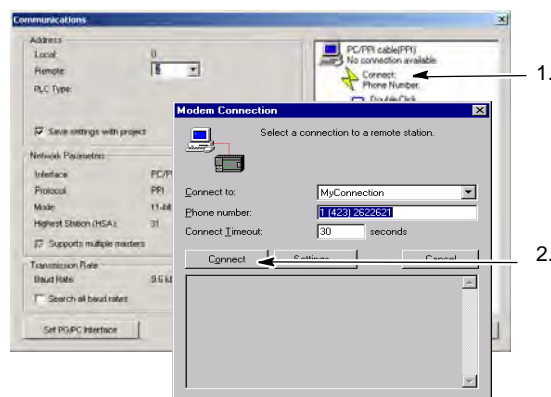 Communications
Address
Local: 0
Remote:
PLC Type:
Save settings with project
Network Parameters
Interface: PC/P
Protocol: PPI
Mode: 11-bit
Highest Station (HSA): 31
Supports multiple masters
Transmission Rate
Baud Rate: 9.6 k
Search all baud rates
Set PG/PC Interface
PC/PPI cable(PPI)
No connection available
Connect:
Phone Number:
Double-Click
1.
Modem Connection
Select a connection to a remote station.
Connect to: MyConnection
Phone number: 1 (423) 2622621
Connect Timeout: 30 seconds
Connect Settings Cancel
2.